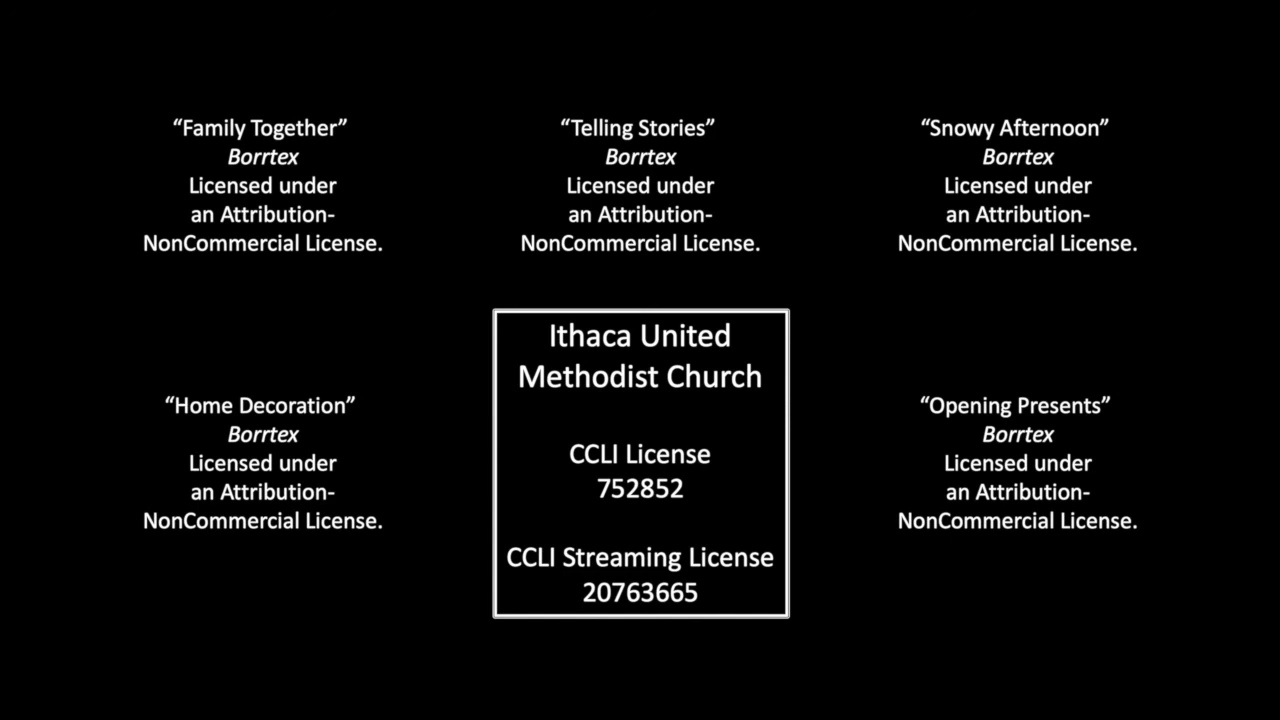 “Family Together”
Borrtex
Licensed under
an Attribution-
NonCommercial License.
“Telling Stories”
Borrtex
Licensed under
an Attribution-
NonCommercial License.
“Snowy Afternoon”
Borrtex
Licensed under
an Attribution-
NonCommercial License.
“Home Decoration”
Borrtex
Licensed under
an Attribution-
NonCommercial License.
Ithaca United
Methodist Church
CCLI License
752852
CCLI Streaming License
20763665
“Opening Presents”
Borrtex
Licensed under
an Attribution-
NonCommercial License.